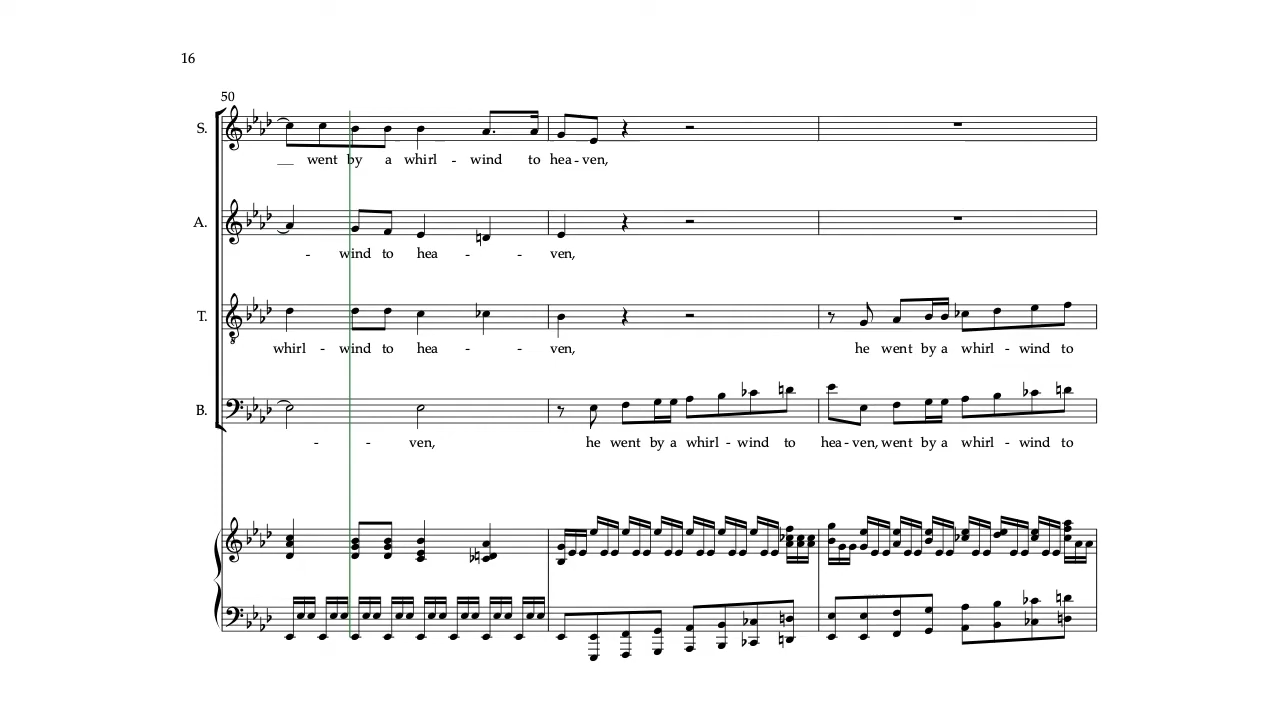 16
50
S.
__ went by a whirl - wind to hea - ven,
A.
- wind to hea - - ven,
T.
whirl - wind to hea - - ven, he went by a whirl - wind to
B.
- - ven, he went by a whirl - wind to hea - ven, went by a whirl - wind to